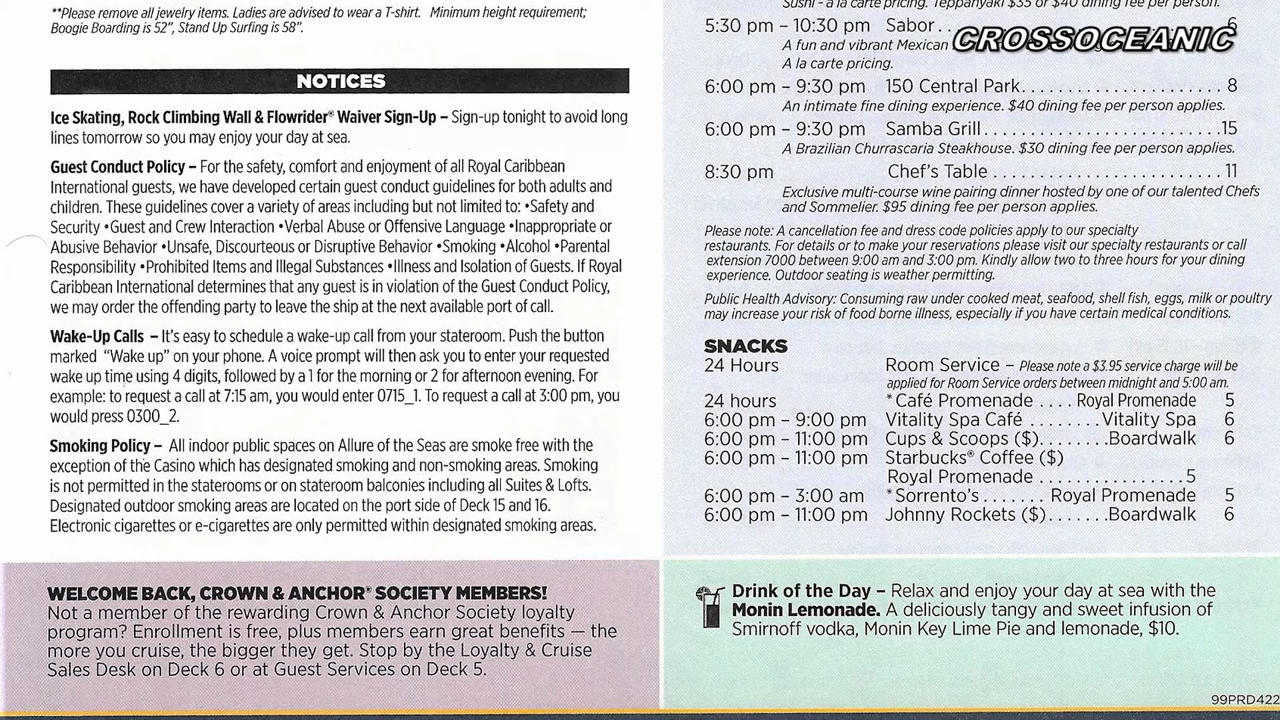 **Please remove all jewelry items. Ladies are advised to wear a T-shirt. Minimum height requirement;
Boogie Boarding is 52”, Stand Up Surfing is 58”.
NOTICES
Ice Skating, Rock Climbing Wall & Flowrider® Waiver Sign-Up – Sign-up tonight to avoid long
lines tomorrow so you may enjoy your day at sea.
Guest Conduct Policy – For the safety, comfort and enjoyment of all Royal Caribbean
International guests, we have developed certain guest conduct guidelines for both adults and
children. These guidelines cover a variety of areas including but not limited to: •Safety and
Security •Guest and Crew Interaction •Verbal Abuse or Offensive Language •Inappropriate or
Abusive Behavior •Unsafe, Discourteous or Disruptive Behavior •Smoking •Alcohol •Parental
Responsibility •Prohibited Items and Illegal Substances •Illness and Isolation of Guests. If Royal
Caribbean International determines that any guest is in violation of the Guest Conduct Policy,
we may order the offending party to leave the ship at the next available port of call.
Wake-Up Calls – It’s easy to schedule a wake-up call from your stateroom. Push the button
marked “Wake up” on your phone. A voice prompt will then ask you to enter your requested
wake up time using 4 digits, followed by a 1 for the morning or 2 for afternoon evening. For
example: to request a call at 7:15 am, you would enter 0715_1. To request a call at 3:00 pm, you
would press 0300_2.
Smoking Policy – All indoor public spaces on Allure of the Seas are smoke free with the
exception of the Casino which has designated smoking and non-smoking areas. Smoking
is not permitted in the staterooms or on stateroom balconies including all Suites & Lofts.
Designated outdoor smoking areas are located on the port side of Deck 15 and 16.
Electronic cigarettes or e-cigarettes are only permitted within designated smoking areas.
WELCOME BACK, CROWN & ANCHOR® SOCIETY MEMBERS!
Not a member of the rewarding Crown & Anchor Society loyalty
program? Enrollment is free, plus members earn great benefits — the
more you cruise, the bigger they get. Stop by the Loyalty & Cruise
Sales Desk on Deck 6 or at Guest Services on Deck 5.
Sushi - a la carte pricing. Teppanyaki $35 or $40 dining fee per person.
5:30 pm – 10:30 pm Sabor . . 6
CROSSOCEANIC
A fun and vibrant Mexican
A la carte pricing.
6:00 pm – 9:30 pm 150 Central Park. . . . . . . . . . . . . . . . . . . . . . . 8
An intimate fine dining experience. $40 dining fee per person applies.
6:00 pm – 9:30 pm Samba Grill. . . . . . . . . . . . . . . . . . . . . . . . . . .15
A Brazilian Churrascaria Steakhouse. $30 dining fee per person applies.
8:30 pm Chef’s Table . . . . . . . . . . . . . . . . . . . . . . . . . . 11
Exclusive multi-course wine pairing dinner hosted by one of our talented Chefs
and Sommelier. $95 dining fee per person applies.
Please note: A cancellation fee and dress code policies apply to our specialty
restaurants. For details or to make your reservations please visit our specialty restaurants or call
extension 7000 between 9:00 am and 3:00 pm. Kindly allow two to three hours for your dining
experience. Outdoor seating is weather permitting.
Public Health Advisory: Consuming raw under cooked meat, seafood, shell fish, eggs, milk or poultry
may increase your risk of food borne illness, especially if you have certain medical conditions.
SNACKS
24 Hours Room Service – Please note a $3.95 service charge will be
applied for Room Service orders between midnight and 5:00 am.
24 hours *Café Promenade . . . . Royal Promenade 5
6:00 pm – 9:00 pm Vitality Spa Café . . . . . . . . Vitality Spa 6
6:00 pm – 11:00 pm Cups & Scoops ($). . . . . . . .Boardwalk 6
6:00 pm – 11:00 pm Starbucks® Coffee ($)
Royal Promenade . . . . . . . . . . . . . . . . 5
6:00 pm – 3:00 am *Sorrento’s . . . . . . . Royal Promenade 5
6:00 pm – 11:00 pm Johnny Rockets ($). . . . . . .Boardwalk 6
Drink of the Day – Relax and enjoy your day at sea with the
Monin Lemonade. A deliciously tangy and sweet infusion of
Smirnoff vodka, Monin Key Lime Pie and lemonade, $10.
99PRD422